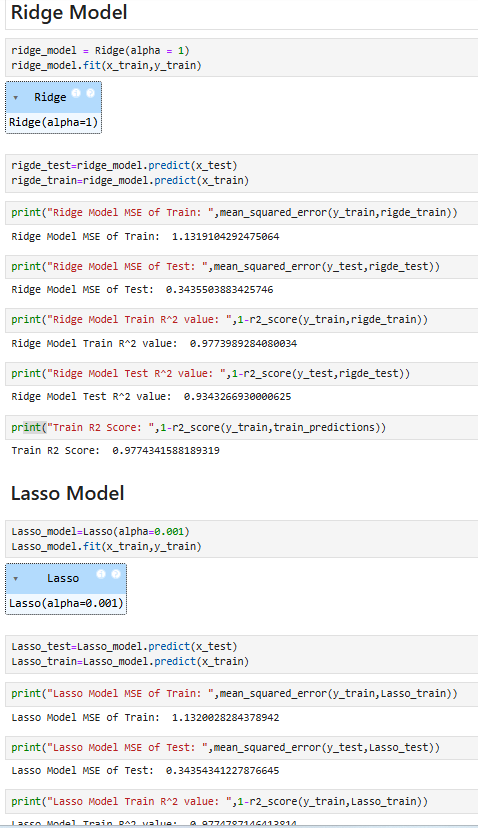 Ridge Model
ridge_model = Ridge(alpha = 1)
ridge_model.fit(x_train,y_train)
▾ Ridge
Ridge(alpha=1)
rigde_test=ridge_model.predict(x_test)
rigde_train=ridge_model.predict(x_train)
print("Ridge Model MSE of Train: ",mean_squared_error(y_train,rigde_train))
Ridge Model MSE of Train:  1.1319104292475064
print("Ridge Model MSE of Test: ",mean_squared_error(y_test,rigde_test))
Ridge Model MSE of Test:  0.3435503883425746
print("Ridge Model Train R^2 value: ",1-r2_score(y_train,rigde_train))
Ridge Model Train R^2 value:  0.9773989284080034
print("Ridge Model Test R^2 value: ",1-r2_score(y_test,rigde_test))
Ridge Model Test R^2 value:  0.9343266930000625
print("Train R2 Score: ",1-r2_score(y_train,train_predictions))
Train R2 Score:  0.9774341588189319
Lasso Model
Lasso_model=Lasso(alpha=0.001)
Lasso_model.fit(x_train,y_train)
▾ Lasso
Lasso(alpha=0.001)
Lasso_test=Lasso_model.predict(x_test)
Lasso_train=Lasso_model.predict(x_train)
print("Lasso Model MSE of Train: ",mean_squared_error(y_train,Lasso_train))
Lasso Model MSE of Train:  1.1320028284378942
print("Lasso Model MSE of Test: ",mean_squared_error(y_test,Lasso_test))
Lasso Model MSE of Test:  0.34354341227876645
print("Lasso Model Train R^2 value: ",1-r2_score(y_train,Lasso_train))
Lasso Model Train R^2 value: